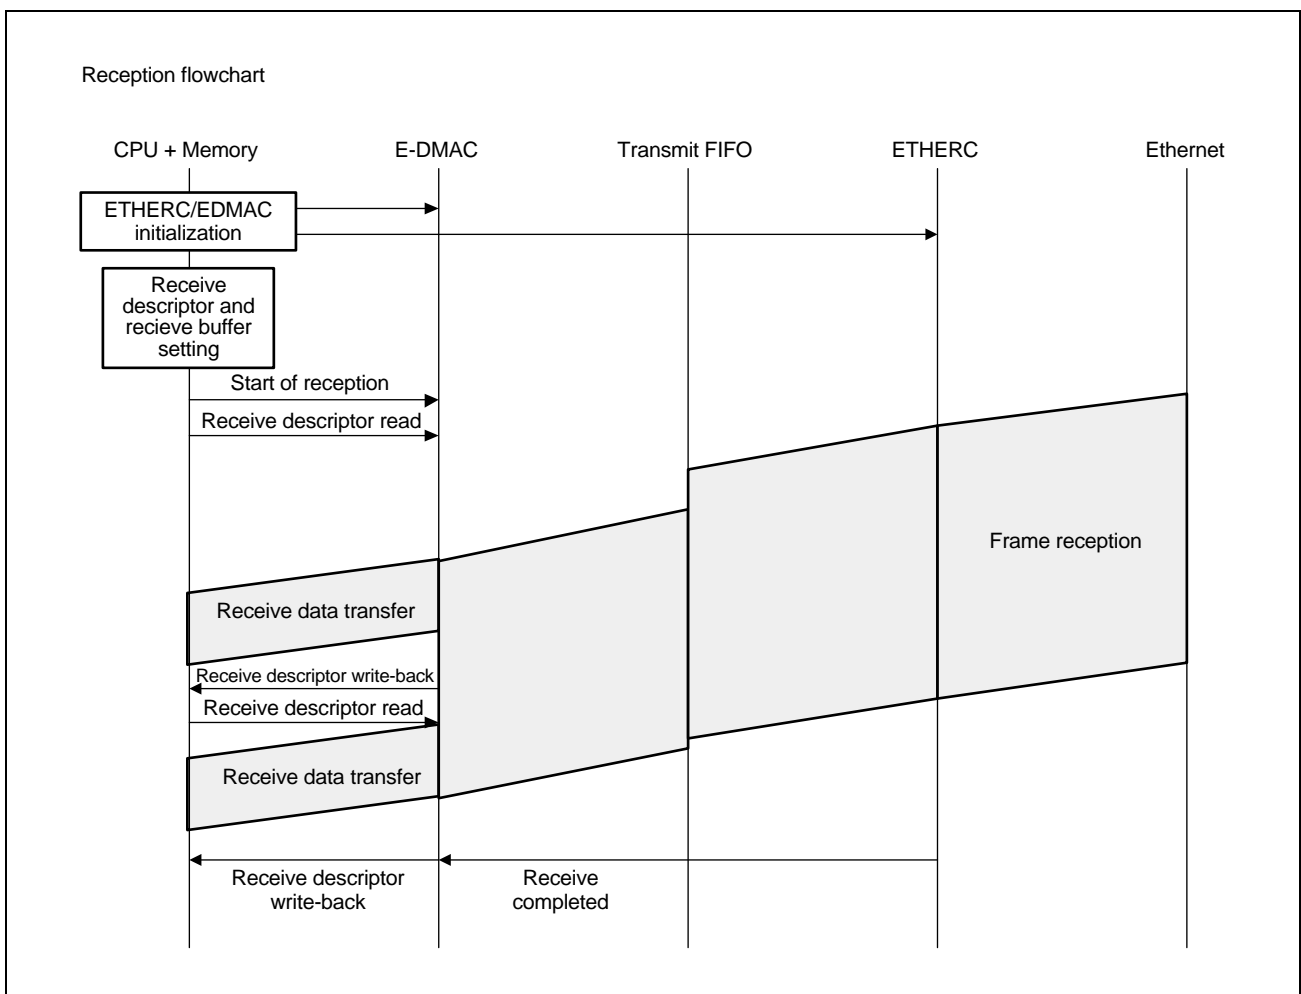 Reception flowchart
CPU + Memory
E-DMAC
Transmit FIFO
ETHERC
Ethernet
ETHERC/EDMAC
initialization
Receive
descriptor and
recieve buffer
setting
Start of reception
Receive descriptor read
Frame reception
Receive data transfer
Receive descriptor write-back
Receive descriptor read
Receive data transfer
Receive descriptor
write-back
Receive
completed